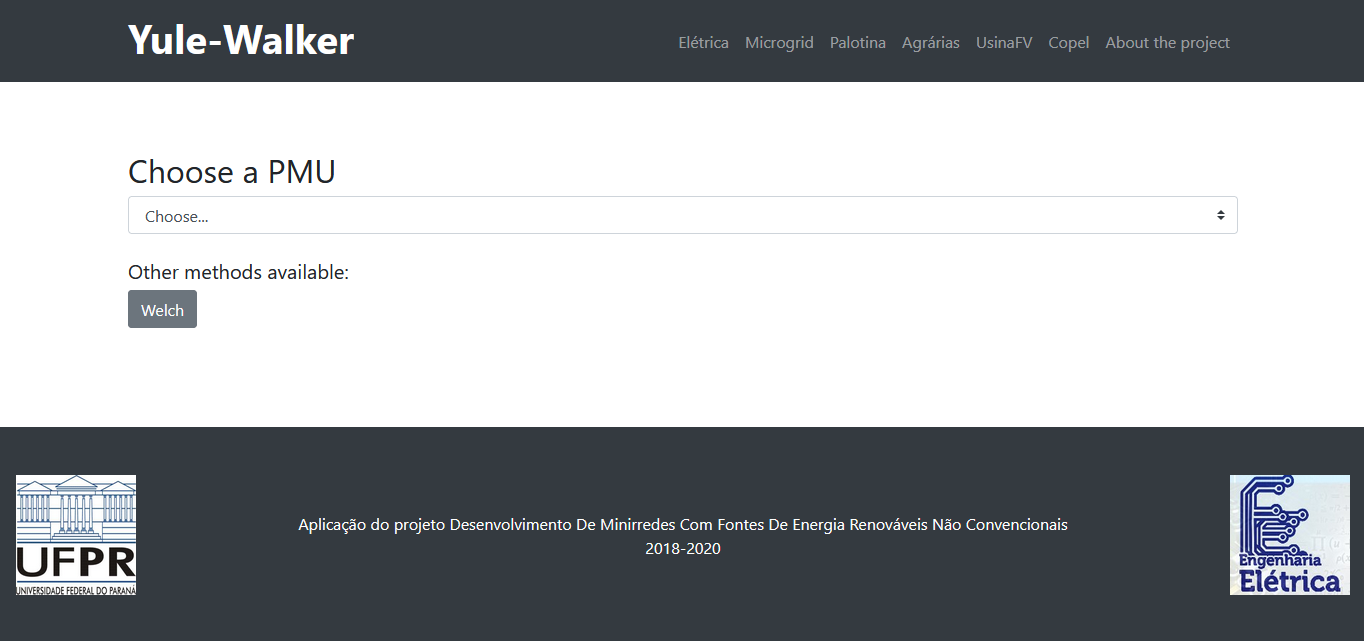 Yule-Walker
Elétrica Microgrid Palotina Agrárias UsinaFV Copel About the project
Choose a PMU
Choose...
Other methods available:
Welch
UFPR
UNIVERSIDADE FEDERAL DO PARANÁ
Aplicação do projeto Desenvolvimento De Minirredes Com Fontes De Energia Renováveis Não Convencionais
2018-2020
Engenharia
Elétrica